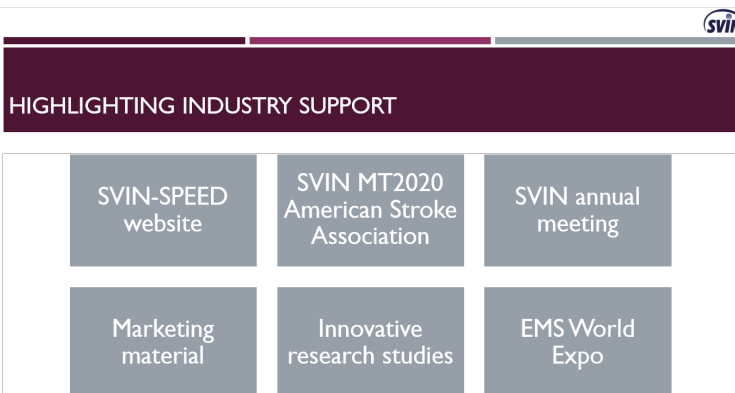 SVIN
HIGHLIGHTING INDUSTRY SUPPORT
SVIN-SPEED
website
SVIN MT2020
American Stroke
Association
SVIN annual
meeting
Marketing
material
Innovative
research studies
EMS World
Expo